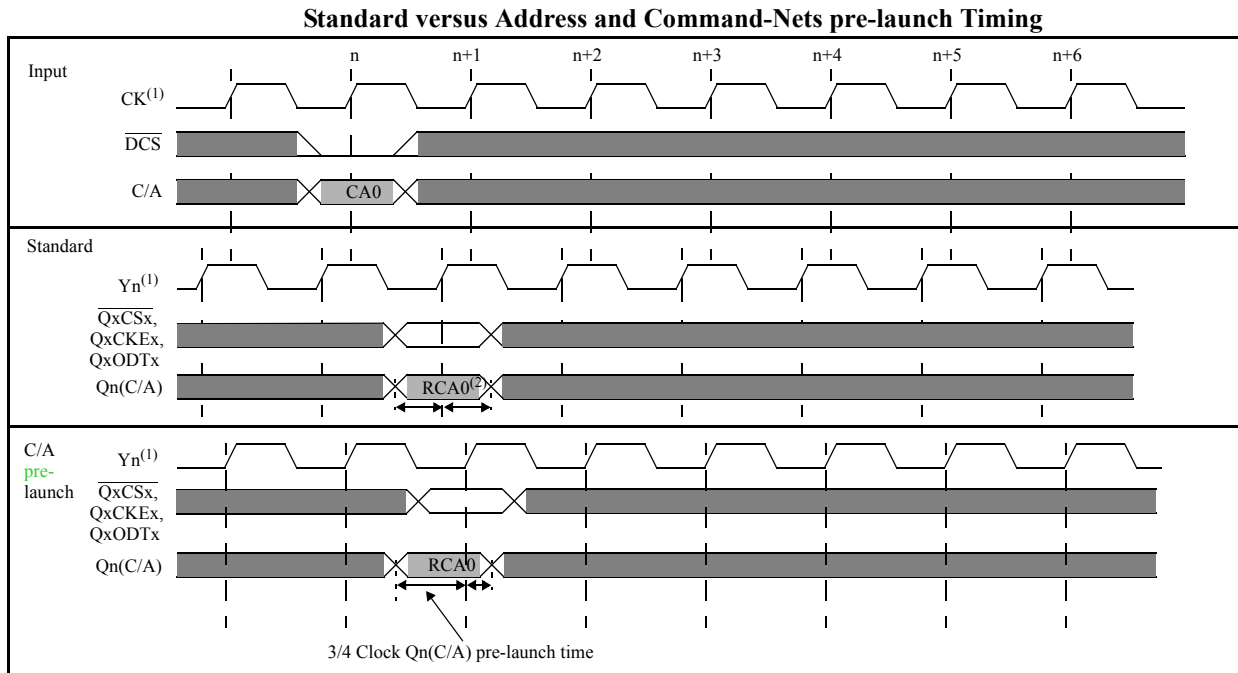 Standard versus Address and Command-Nets pre-launch Timing
n n+1 n+2 n+3 n+4 n+5 n+6
Input
CK(1)
DCS
C/A CA0
Standard
Yn(1)
QxCSx,
QxCKEx,
QxODTx
Qn(C/A) RCA0(2)
C/A
pre-
launch
Yn(1)
QxCSx,
QxCKEx,
QxODTx
Qn(C/A) RCA0
3/4 Clock Qn(C/A) pre-launch time